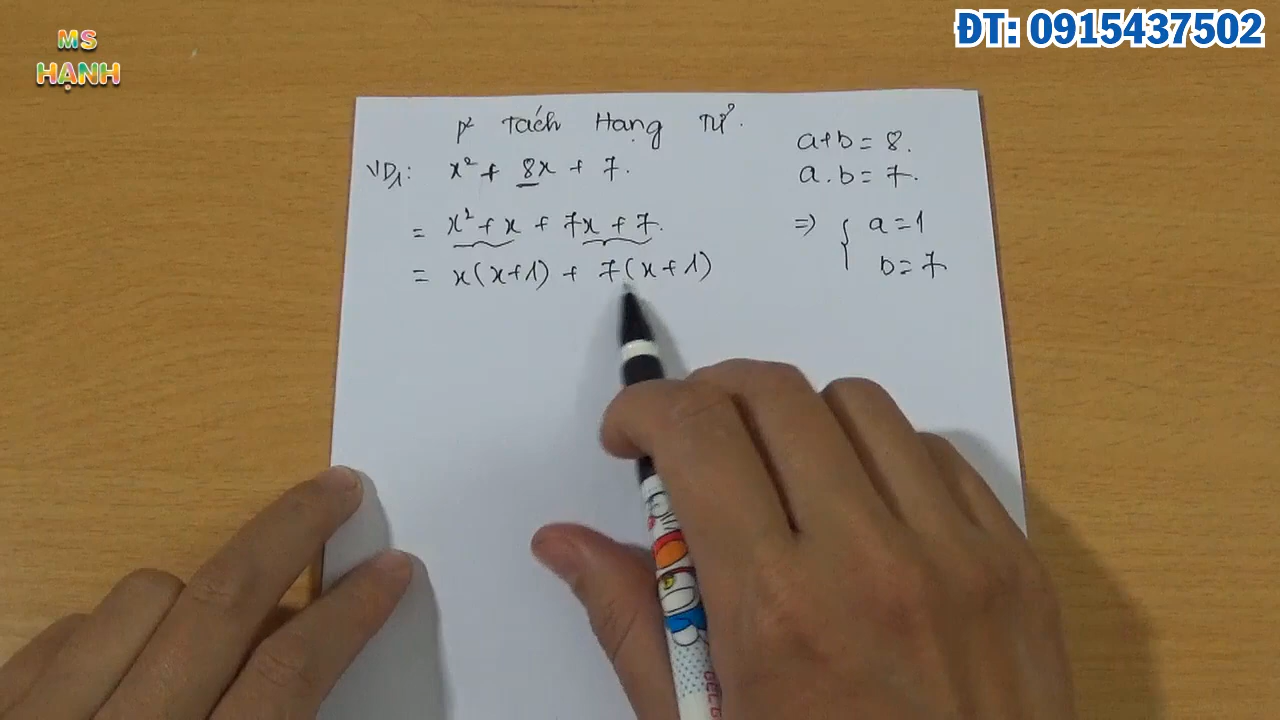 MS
HẠNH
ĐT: 0915437502
p² Tách Hạng Tử.
VD1: x² + 8x + 7.
= x² + x + 7x + 7.
= x(x+1) + 7(x+1)
a+b = 8.
a.b = 7.
=> { a = 1
b = 7